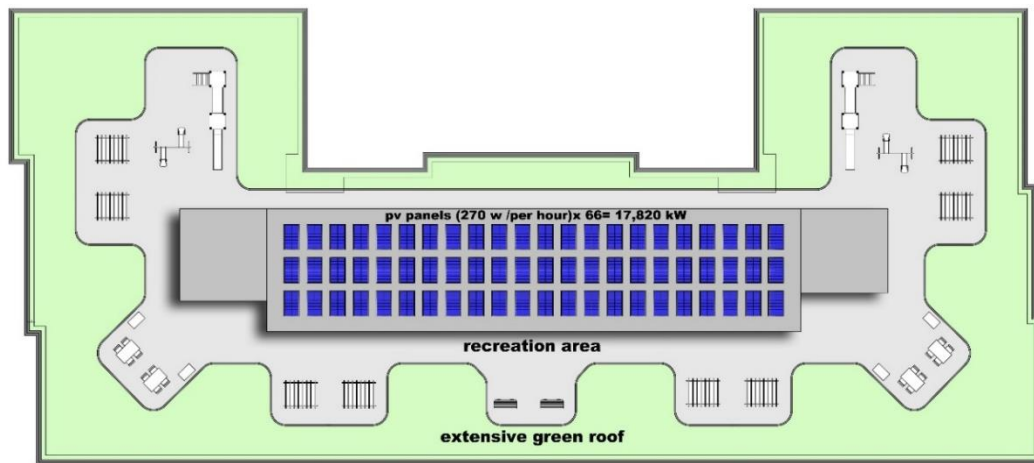 pv panels (270 w /per hour)x 66= 17,820 kW
recreation area
extensive green roof